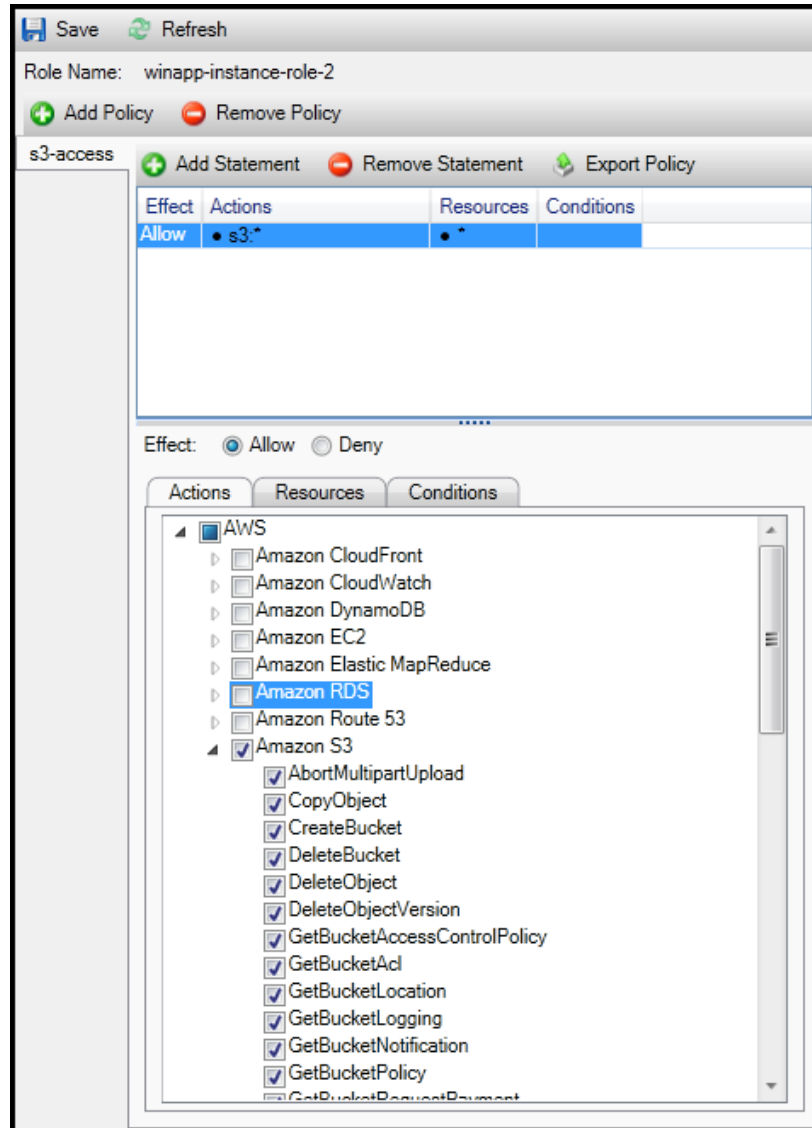 Save Refresh
Role Name: winapp-instance-role-2
Add Policy Remove Policy
s3-access Add Statement Remove Statement Export Policy
Effect Actions Resources Conditions
Allow • s3:* • *
Effect: Allow Deny
Actions Resources Conditions
AWS
Amazon CloudFront
Amazon CloudWatch
Amazon DynamoDB
Amazon EC2
Amazon Elastic MapReduce
Amazon RDS
Amazon Route 53
Amazon S3
AbortMultipartUpload
CopyObject
CreateBucket
DeleteBucket
DeleteObject
DeleteObjectVersion
GetBucketAccessControlPolicy
GetBucketAcl
GetBucketLocation
GetBucketLogging
GetBucketNotification
GetBucketPolicy
GetBucketRequestPayment